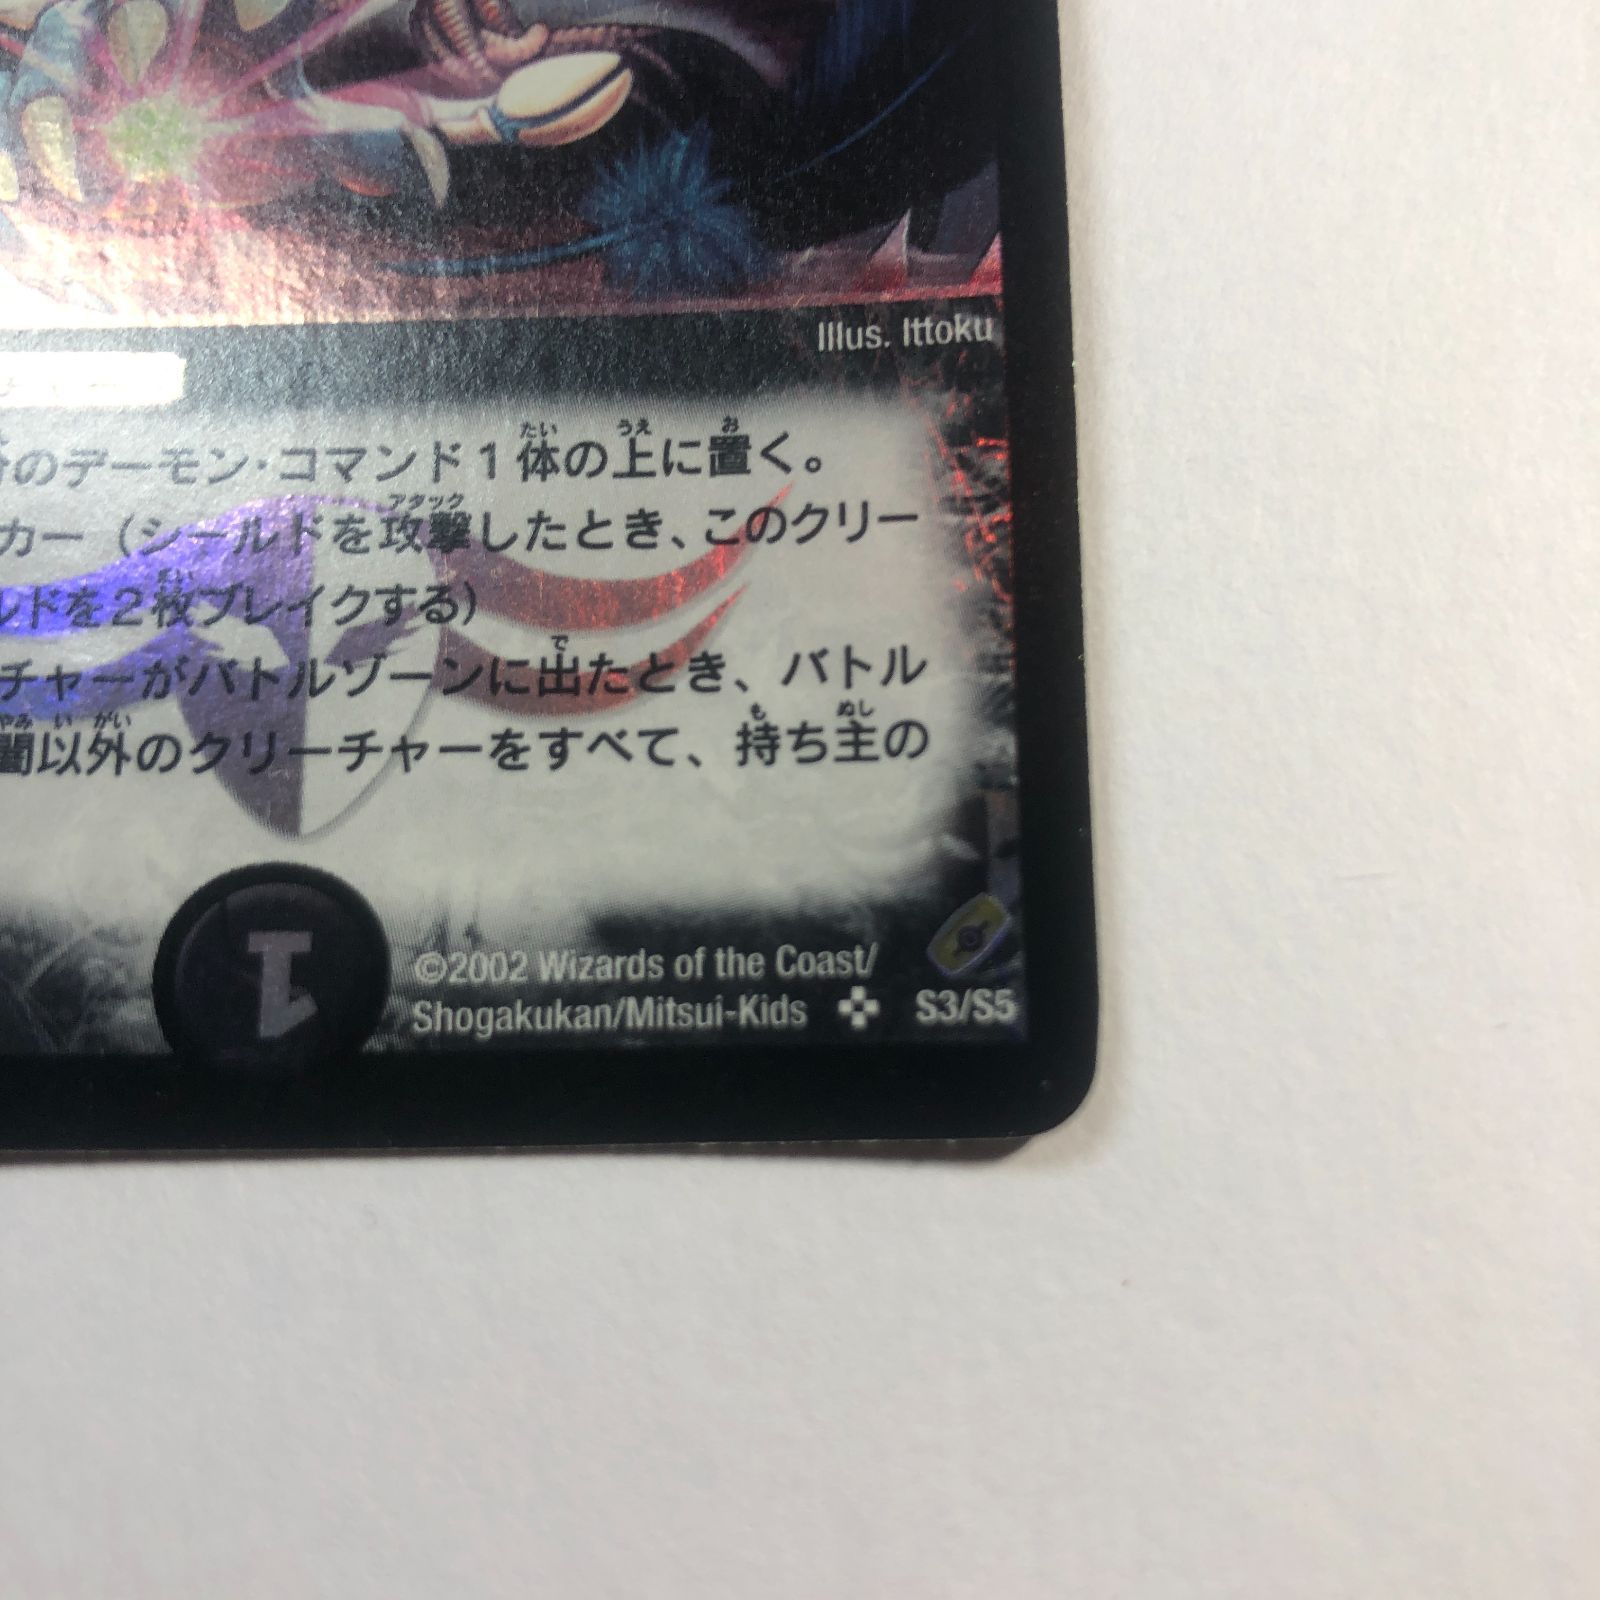 Illus. Ittoku
のデーモン・コマンド1体の上に置く。
カー（シールドを攻撃したとき、このクリー
ルドを2枚ブレイクする）
チャーがバトルゾーンに出たとき、バトル
闇以外のクリーチャーをすべて、持ち主の
1
©2002 Wizards of the Coast/
Shogakukan/Mitsui-Kids S3/S5